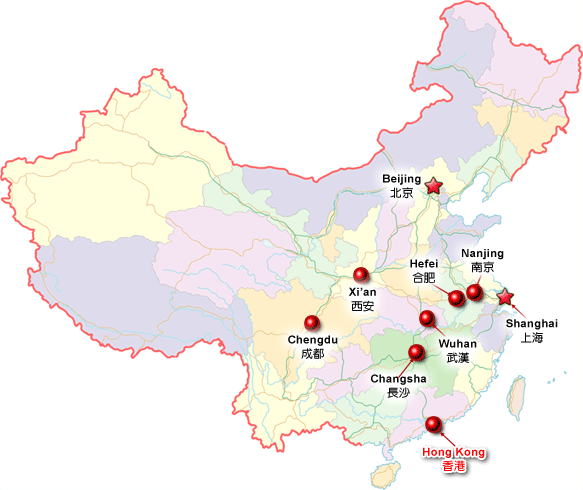 Beijing
北京
Hefei
合肥
Nanjing
南京
Xi'an
西安
Shanghai
上海
Chengdu
成都
Wuhan
武漢
Changsha
長沙
Hong Kong
香港